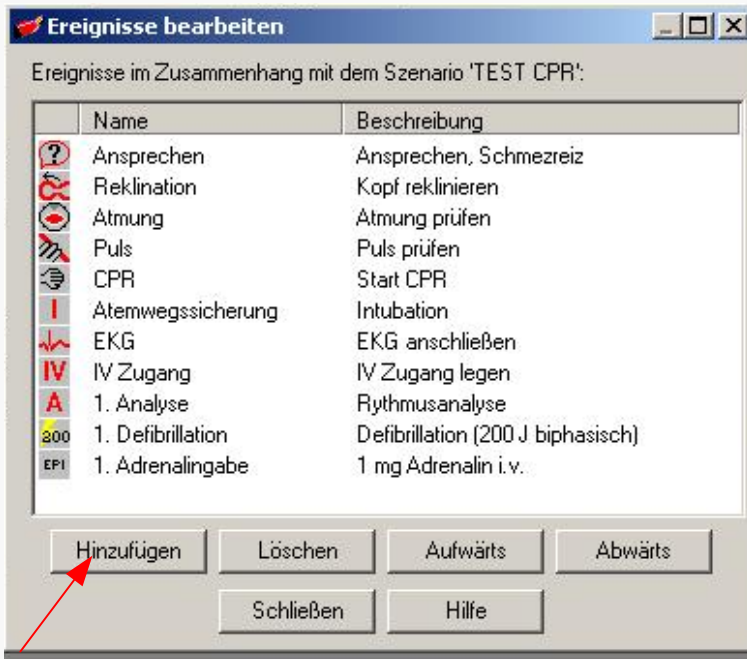 Ereignisse bearbeiten
Ereignisse im Zusammenhang mit dem Szenario 'TEST CPR':
Name Beschreibung
? Ansprechen Ansprechen, Schmezreiz
Reklination Kopf reklinieren
Atmung Atmung prüfen
Puls Puls prüfen
CPR Start CPR
I Atemwegssicherung Intubation
EKG EKG anschließen
IV IV Zugang IV Zugang legen
A 1. Analyse Rythmusanalyse
200 1. Defibrillation Defibrillation (200 J biphasisch)
EPI 1. Adrenalingabe 1 mg Adrenalin i.v.
Hinzufügen Löschen Aufwärts Abwärts
Schließen Hilfe